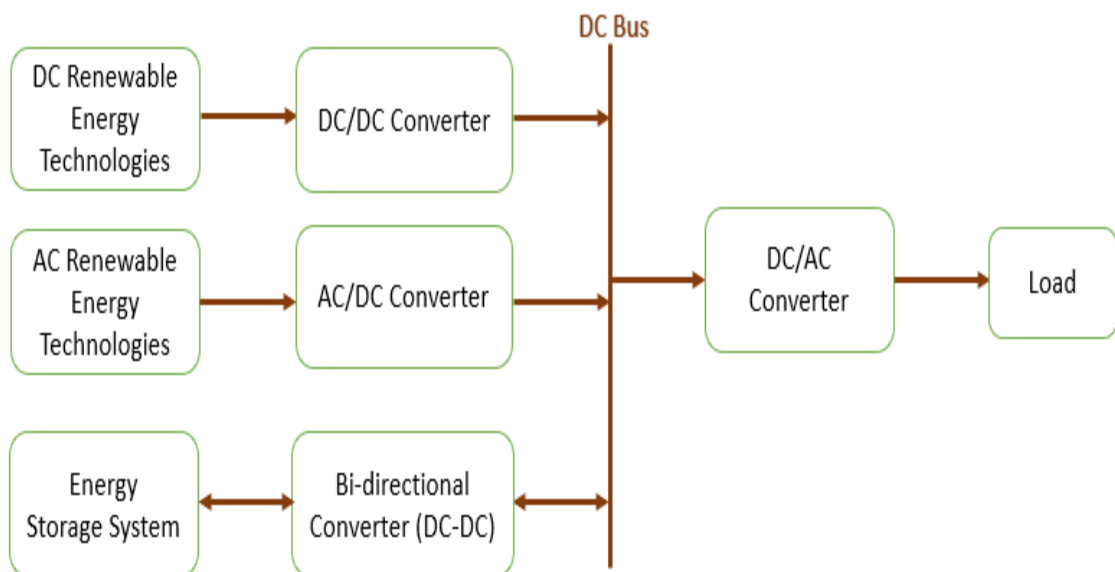 DC Bus
DC Renewable
Energy
Technologies
DC/DC Converter
AC Renewable
Energy
Technologies
AC/DC Converter
DC/AC
Converter
Load
Energy
Storage System
Bi-directional
Converter (DC-DC)